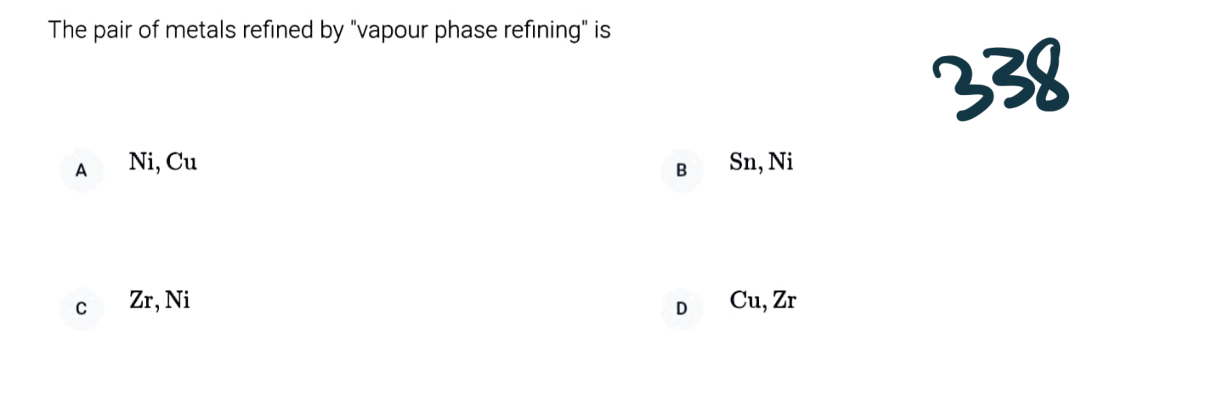 The pair of metals refined by "vapour phase refining" is
338
A Ni, Cu
B Sn, Ni
C Zr, Ni
D Cu, Zr